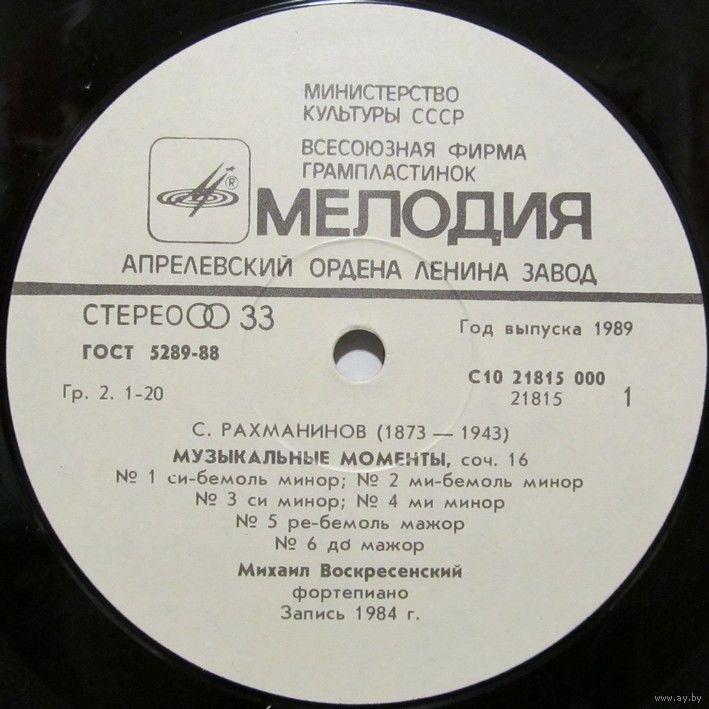 МИНИСТЕРСТВО
КУЛЬТУРЫ СССР
ВСЕСОЮЗНАЯ ФИРМА
ГРАМПЛАСТИНОК
®
МЕЛОДИЯ
АПРЕЛЕВСКИЙ ОРДЕНА ЛЕНИНА ЗАВОД
СТЕРЕО 33
Год выпуска 1989
ГОСТ 5289-88
С10 21815 000
Гр. 2. 1-20
21815 1
С. РАХМАНИНОВ (1873 — 1943)
МУЗЫКАЛЬНЫЕ МОМЕНТЫ, соч. 16
№ 1 си-бемоль минор; № 2 ми-бемоль минор
№ 3 си минор; № 4 ми минор
№ 5 ре-бемоль мажор
№ 6 до мажор
Михаил Воскресенский
фортепиано
Запись 1984 г.
www.ay.by